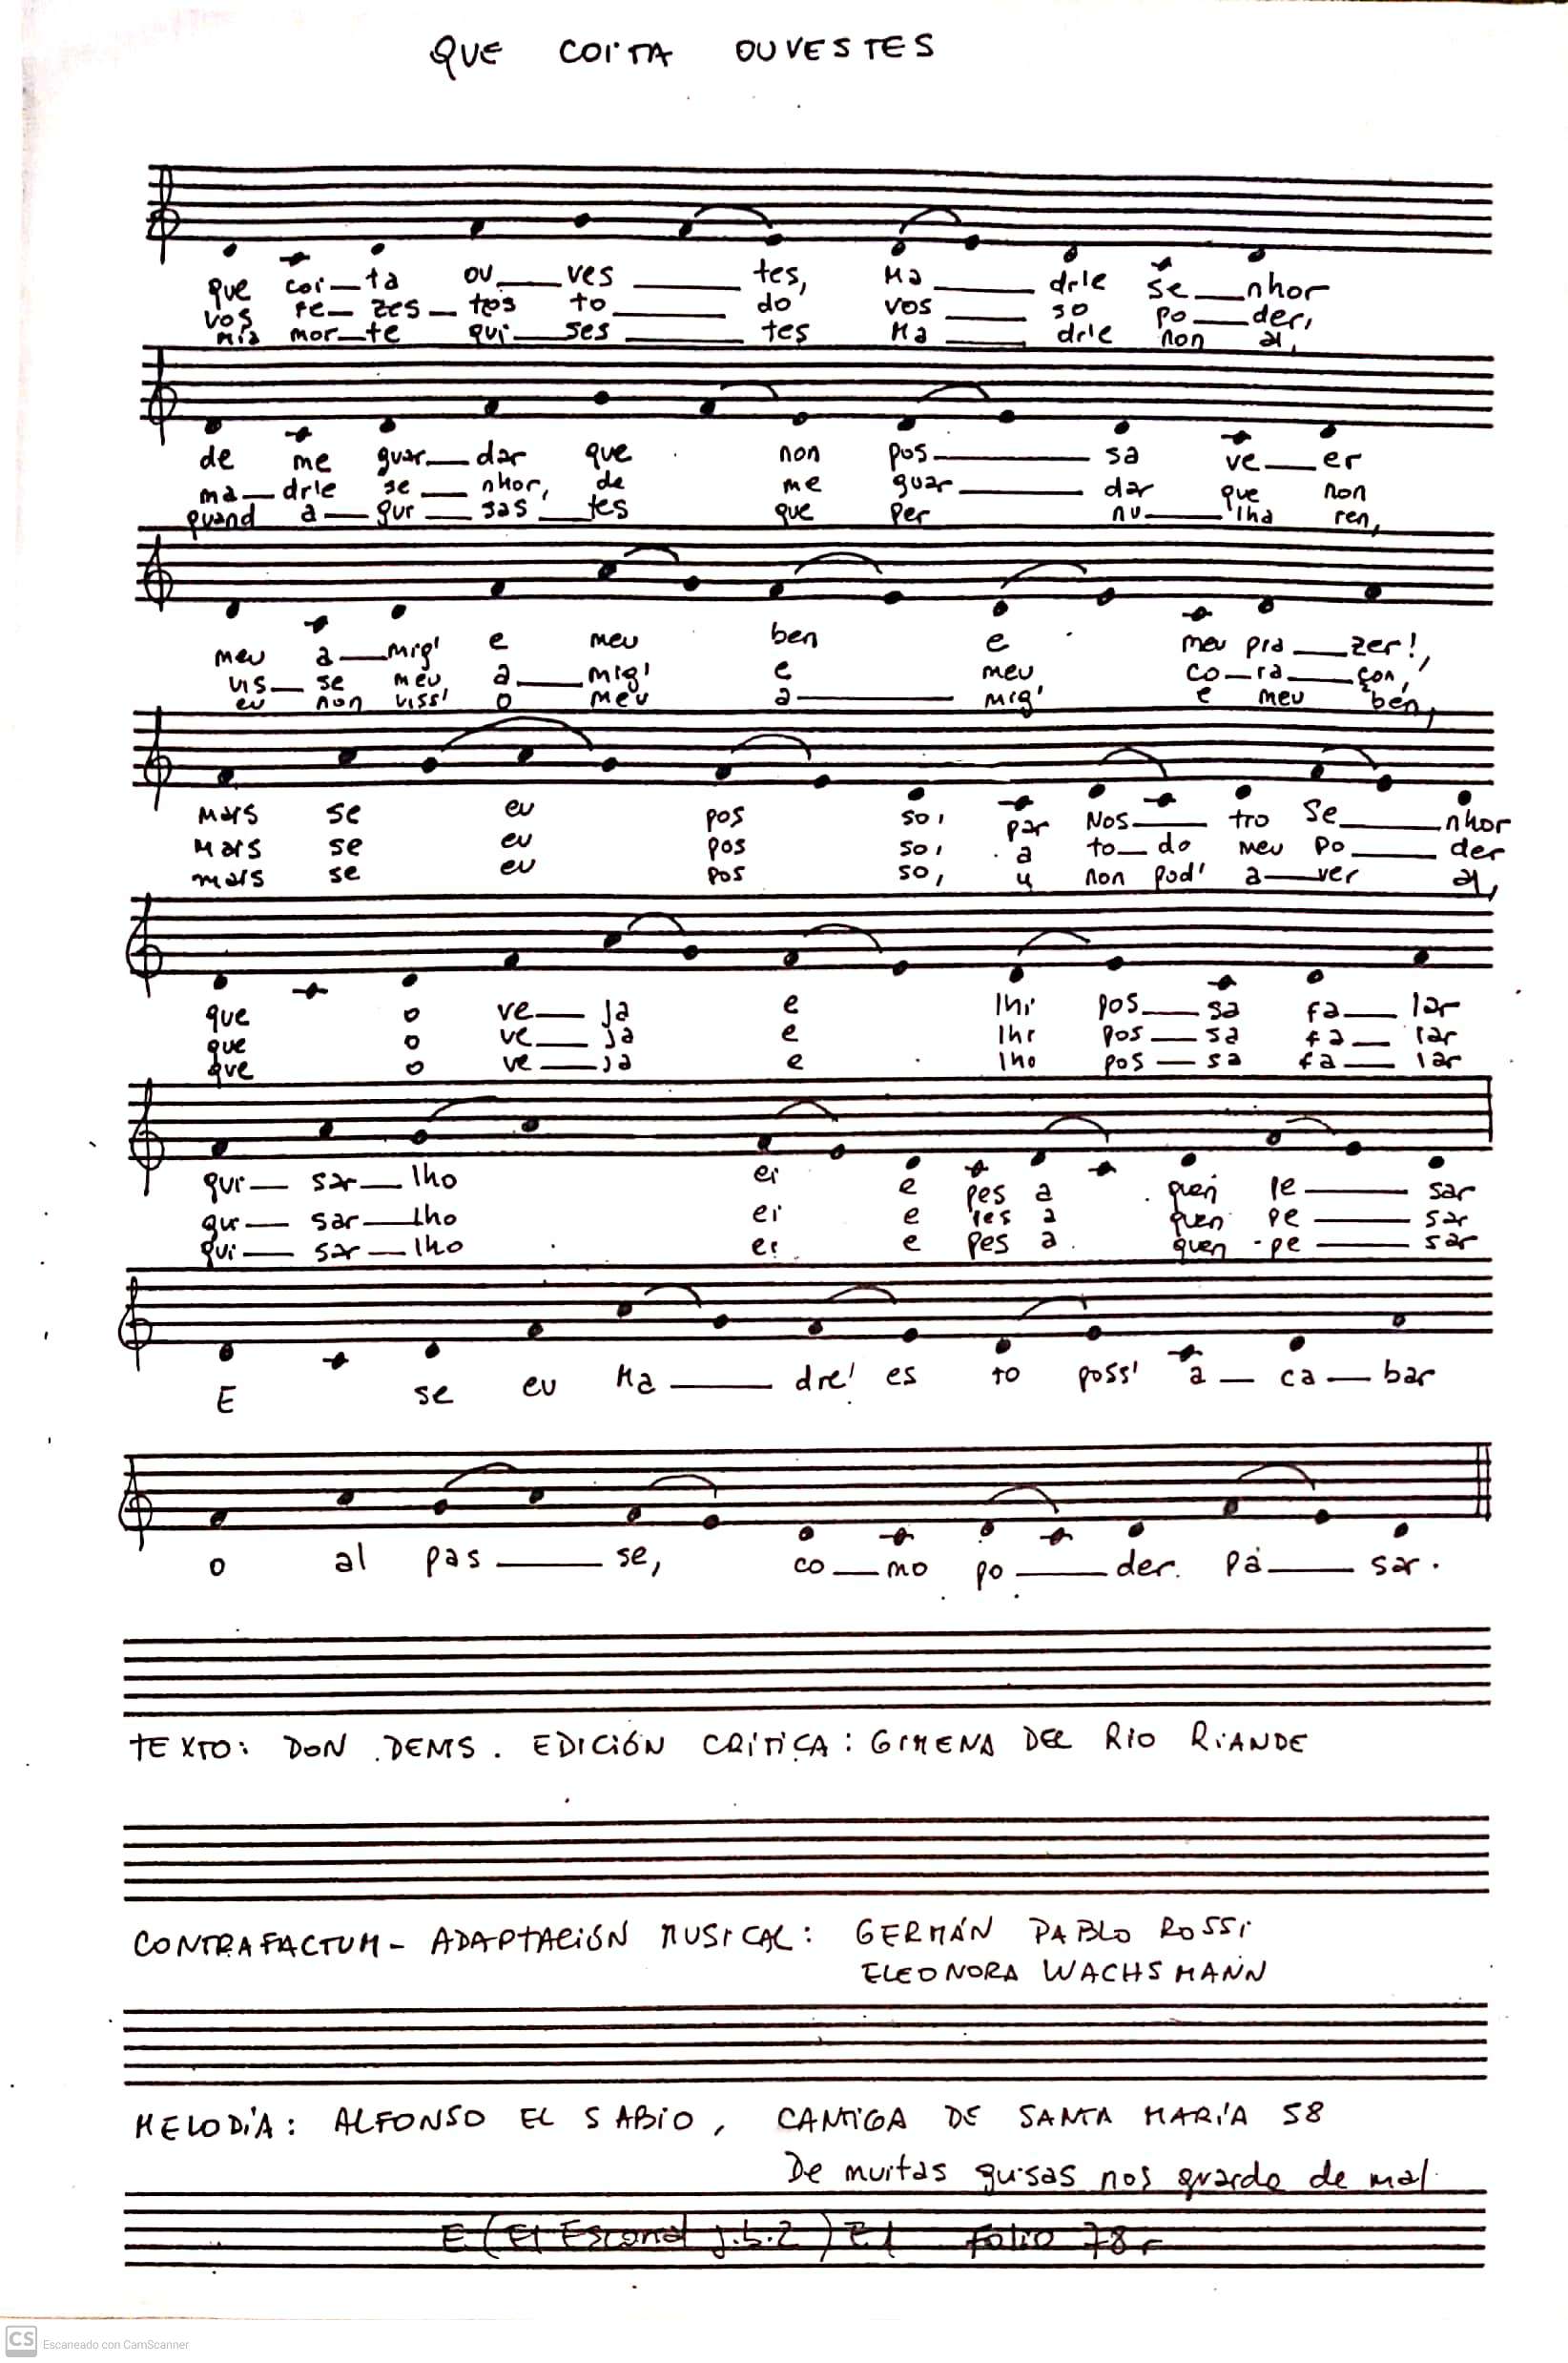 QUE COITA OUVESTES
que coi—ta ou—ves—tes, Ma—dr'e se—nhor
vos fe—zes—tes to—do vos—so po—der,
mia mor—te qui—ses—tes Ma—dr'e non al,
de me guar—dar que non pos—sa ve—er
ma—dr'e se—nhor, de me guar—dar que non
quand a—gui—sas—tes que per nu—lha ren,
meu a—mig' e meu ben e meu pra—zer!,
vis—se meu a—mig' e meu co—ra—çon,
eu non viss' o meu a—mig' e meu ben,
mais se eu pos so, par Nos—tro Se—nhor
mais se eu pos so, a to—do meu po—der
mais se eu pos so, u non pod' a—ver al,
que o ve—ja e lhi pos—sa fa—lar
que o ve—ja e lhi pos—sa fa—lar
que o ve—ja e lho pos—sa fa—lar
gui—sar—lho ei e pes a quen pe—sar
gui—sar—lho ei e pes a quen pe—sar
gui—sar—lho ei e pes a quen pe—sar
E se eu Ma—dr' es to poss' a—ca—bar
o al pas—se, co—mo po—der pa—sar.
TEXTO: DON DENIS. EDICIÓN CRÍTICA: GIMENA DEL RIO RIANDE
CONTRAFACTUM - ADAPTACIÓN MUSICAL: GERMÁN PABLO ROSSI
ELEONORA WACHSMANN
MELODÍA: ALFONSO EL SABIO, CANTIGA DE SANTA MARÍA 58
De muitas guisas nos guarda de mal
E (El Escorial j.b.2) E1 Folio 78r
CS Escaneado con CamScanner